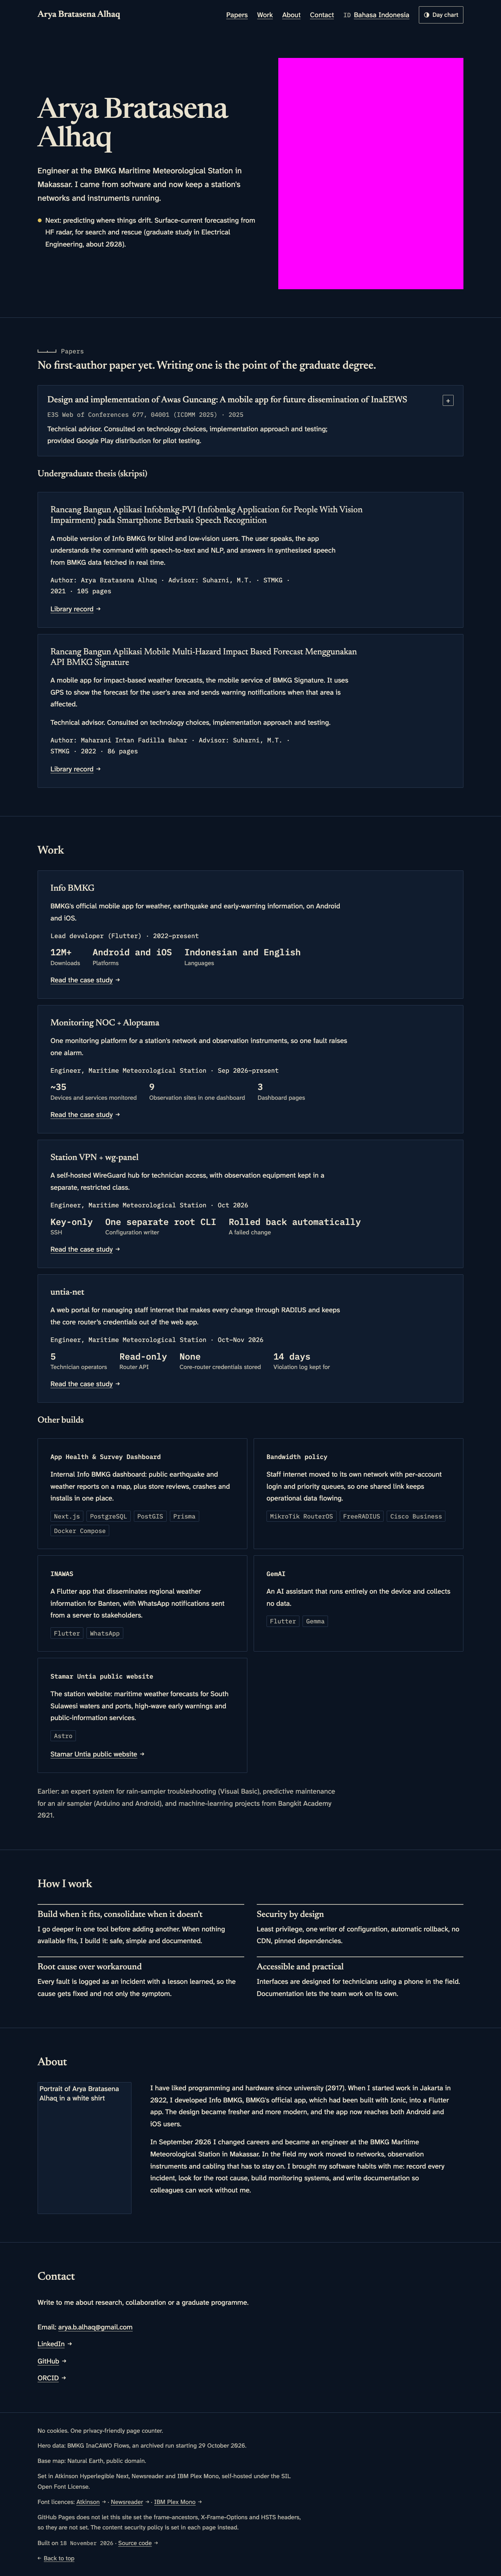 Arya Bratasena Alhaq
Papers Work About Contact ID Bahasa Indonesia Day chart
Arya Bratasena
Alhaq
Engineer at the BMKG Maritime Meteorological Station in
Makassar. I came from software and now keep a station's
networks and instruments running.
Next: predicting where things drift. Surface-current forecasting from
HF radar, for search and rescue (graduate study in Electrical
Engineering, about 2028).
Papers
No first-author paper yet. Writing one is the point of the graduate degree.
Design and implementation of Awas Guncang: A mobile app for future dissemination of InaEEWS
+
E3S Web of Conferences 677, 04001 (ICDMM 2025) · 2025
Technical advisor. Consulted on technology choices, implementation approach and testing;
provided Google Play distribution for pilot testing.
Undergraduate thesis (skripsi)
Rancang Bangun Aplikasi Infobmkg-PVI (Infobmkg Application for People With Vision
Impairment) pada Smartphone Berbasis Speech Recognition
A mobile version of Info BMKG for blind and low-vision users. The user speaks, the app
understands the command with speech-to-text and NLP, and answers in synthesised speech
from BMKG data fetched in real time.
Author: Arya Bratasena Alhaq · Advisor: Suharni, M.T. · STMKG ·
2021 · 105 pages
Library record →
Rancang Bangun Aplikasi Mobile Multi-Hazard Impact Based Forecast Menggunakan
API BMKG Signature
A mobile app for impact-based weather forecasts, the mobile service of BMKG Signature. It uses
GPS to show the forecast for the user's area and sends warning notifications when that area is
affected.
Technical advisor. Consulted on technology choices, implementation approach and testing.
Author: Maharani Intan Fadilla Bahar · Advisor: Suharni, M.T. ·
STMKG · 2022 · 86 pages
Library record →
Work
Info BMKG
BMKG's official mobile app for weather, earthquake and early-warning information, on Android
and iOS.
Lead developer (Flutter) · 2022–present
12M+ Android and iOS Indonesian and English
Downloads Platforms Languages
Read the case study →
Monitoring NOC + Aloptama
One monitoring platform for a station's network and observation instruments, so one fault raises
one alarm.
Engineer, Maritime Meteorological Station · Sep 2026–present
~35 9 3
Devices and services monitored Observation sites in one dashboard Dashboard pages
Read the case study →
Station VPN + wg-panel
A self-hosted WireGuard hub for technician access, with observation equipment kept in a
separate, restricted class.
Engineer, Maritime Meteorological Station · Oct 2026
Key-only One separate root CLI Rolled back automatically
SSH Configuration writer A failed change
Read the case study →
untia-net
A web portal for managing staff internet that makes every change through RADIUS and keeps
the core router's credentials out of the web app.
Engineer, Maritime Meteorological Station · Oct–Nov 2026
5 Read-only None 14 days
Technician operators Router API Core-router credentials stored Violation log kept for
Read the case study →
Other builds
App Health & Survey Dashboard
Internal Info BMKG dashboard: public earthquake and
weather reports on a map, plus store reviews, crashes and
installs in one place.
Next.js PostgreSQL PostGIS Prisma
Docker Compose
Bandwidth policy
Staff internet moved to its own network with per-account
login and priority queues, so one shared link keeps
operational data flowing.
MikroTik RouterOS FreeRADIUS Cisco Business
INAWAS
A Flutter app that disseminates regional weather
information for Banten, with WhatsApp notifications sent
from a server to stakeholders.
Flutter WhatsApp
GemAI
An AI assistant that runs entirely on the device and collects
no data.
Flutter Gemma
Stamar Untia public website
The station website: maritime weather forecasts for South
Sulawesi waters and ports, high-wave early warnings and
public-information services.
Astro
Stamar Untia public website →
Earlier: an expert system for rain-sampler troubleshooting (Visual Basic), predictive maintenance
for an air sampler (Arduino and Android), and machine-learning projects from Bangkit Academy
2021.
How I work
Build when it fits, consolidate when it doesn't
I go deeper in one tool before adding another. When nothing
available fits, I build it: safe, simple and documented.
Security by design
Least privilege, one writer of configuration, automatic rollback, no
CDN, pinned dependencies.
Root cause over workaround
Every fault is logged as an incident with a lesson learned, so the
cause gets fixed and not only the symptom.
Accessible and practical
Interfaces are designed for technicians using a phone in the field.
Documentation lets the team work on its own.
About
Portrait of Arya Bratasena
Alhaq in a white shirt
I have liked programming and hardware since university (2017). When I started work in Jakarta in
2022, I developed Info BMKG, BMKG's official app, which had been built with Ionic, into a Flutter
app. The design became fresher and more modern, and the app now reaches both Android and
iOS users.
In September 2026 I changed careers and became an engineer at the BMKG Maritime
Meteorological Station in Makassar. In the field my work moved to networks, observation
instruments and cabling that has to stay on. I brought my software habits with me: record every
incident, look for the root cause, build monitoring systems, and write documentation so
colleagues can work without me.
Contact
Write to me about research, collaboration or a graduate programme.
Email: arya.b.alhaq@gmail.com
LinkedIn →
GitHub →
ORCID →
No cookies. One privacy-friendly page counter.
Hero data: BMKG InaCAWO Flows, an archived run starting 29 October 2026.
Base map: Natural Earth, public domain.
Set in Atkinson Hyperlegible Next, Newsreader and IBM Plex Mono, self-hosted under the SIL
Open Font License.
Font licences: Atkinson → · Newsreader → · IBM Plex Mono →
GitHub Pages does not let this site set the frame-ancestors, X-Frame-Options and HSTS headers,
so they are not set. The content security policy is set in each page instead.
Built on 18 November 2026 · Source code →
← Back to top